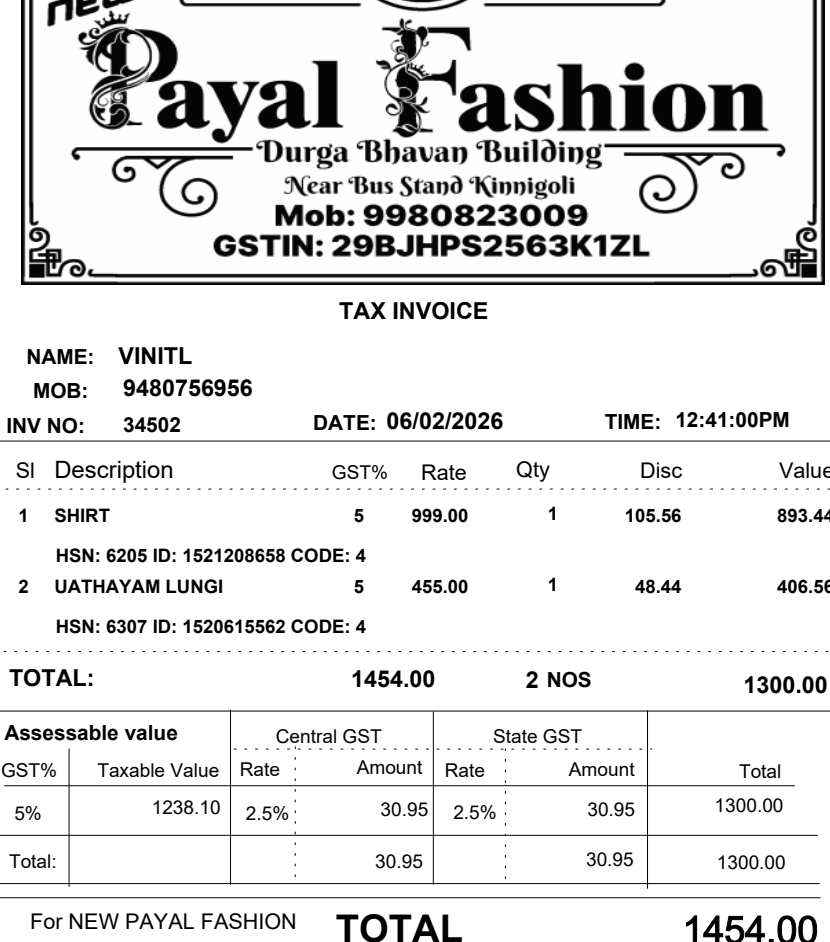 new
Payal Fashion
Durga Bhavan Building
Near Bus Stand Kinnigoli
Mob: 9980823009
GSTIN: 29BJHPS2563K1ZL
TAX INVOICE
NAME: VINITL
MOB: 9480756956
INV NO: 34502 DATE: 06/02/2026 TIME: 12:41:00PM
Sl Description GST% Rate Qty Disc Value
1 SHIRT 5 999.00 1 105.56 893.44
HSN: 6205 ID: 1521208658 CODE: 4
2 UATHAYAM LUNGI 5 455.00 1 48.44 406.56
HSN: 6307 ID: 1520615562 CODE: 4
TOTAL: 1454.00 2 NOS 1300.00
Assessable value Central GST State GST
GST% Taxable Value Rate Amount Rate Amount Total
5% 1238.10 2.5% 30.95 2.5% 30.95 1300.00
Total: 30.95 30.95 1300.00
For NEW PAYAL FASHION TOTAL 1454.00